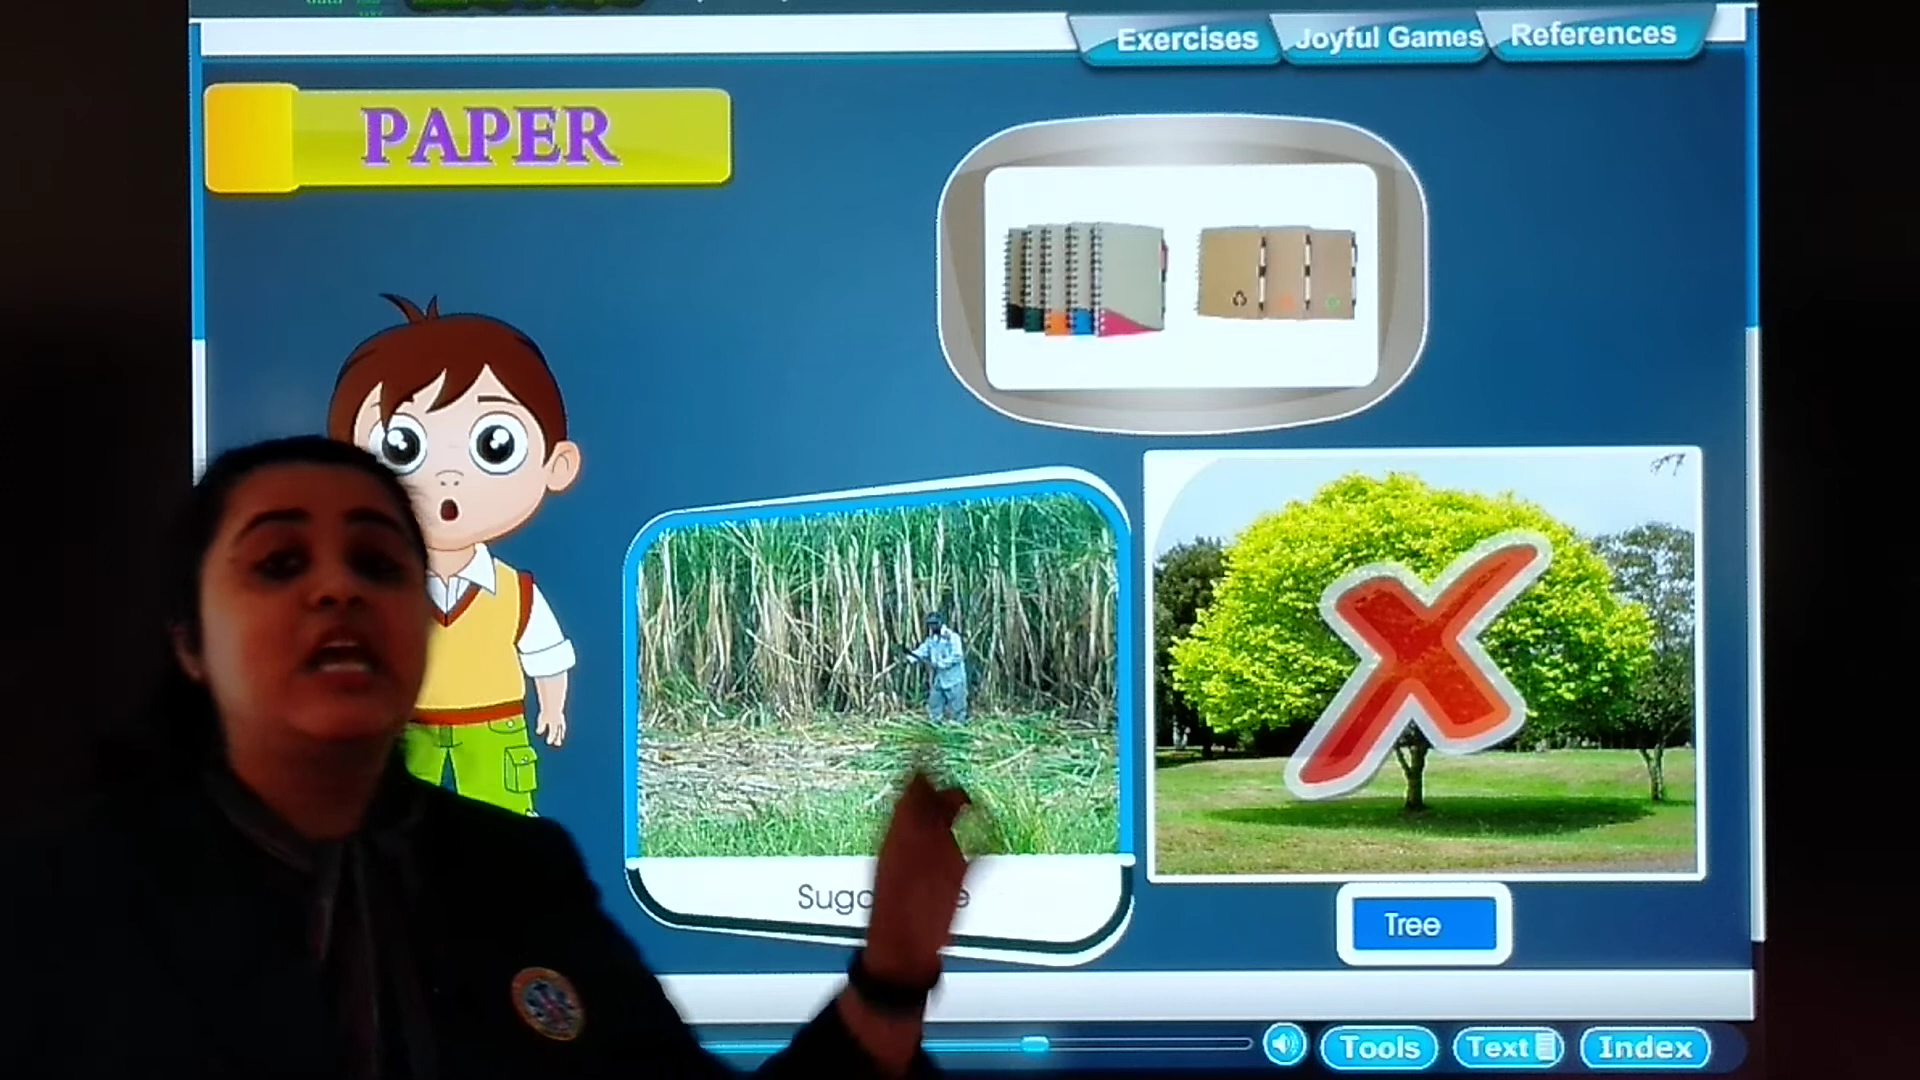 Exercises
Joyful Games
References
PAPER
Tree
Tools
Text
Index